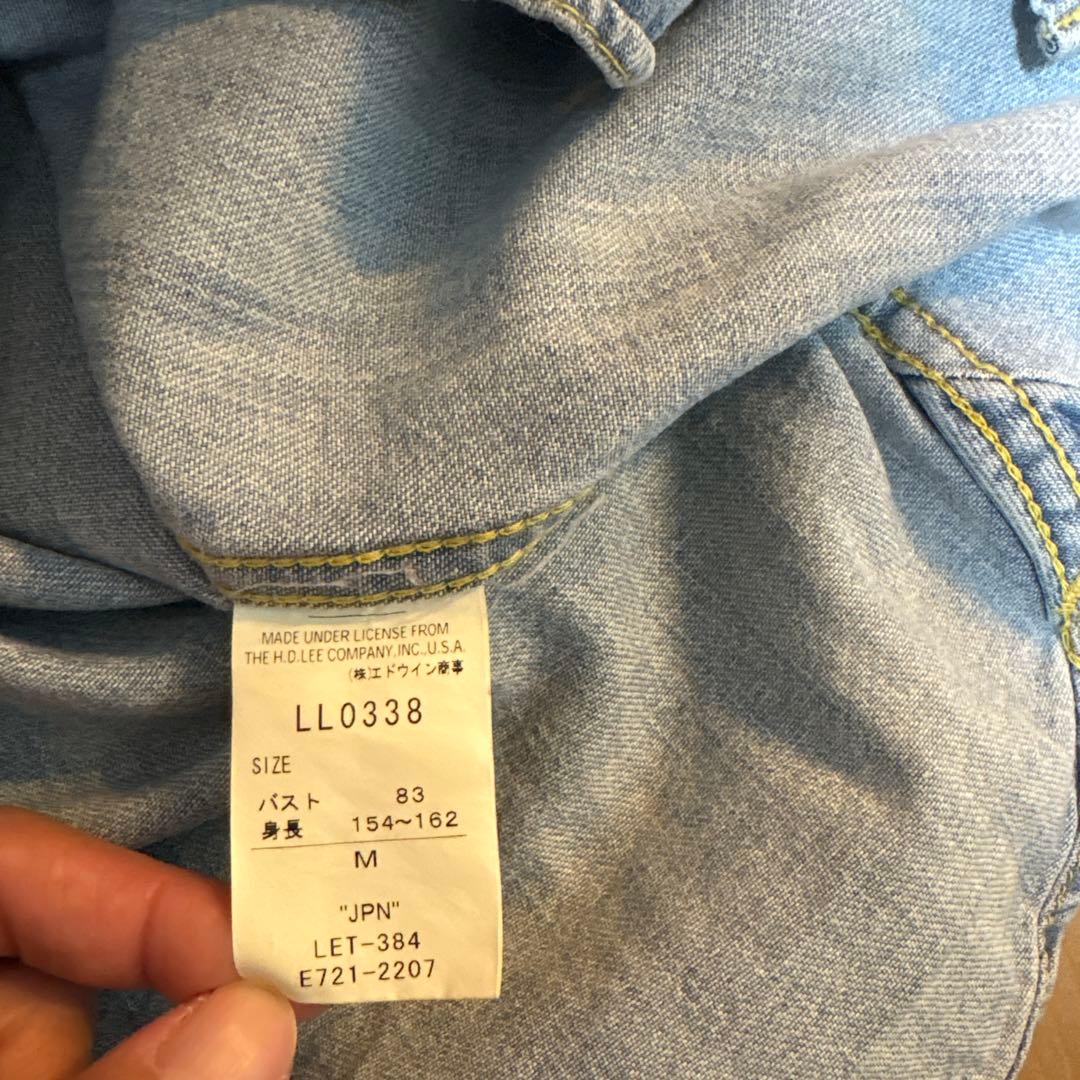 MADE UNDER LICENSE FROM
THE H.D.LEE COMPANY,INC.,U.S.A.
(株)エドウイン商事
LL0338
SIZE
バスト 83
身長 154~162
M
"JPN"
LET-384
E721-2207